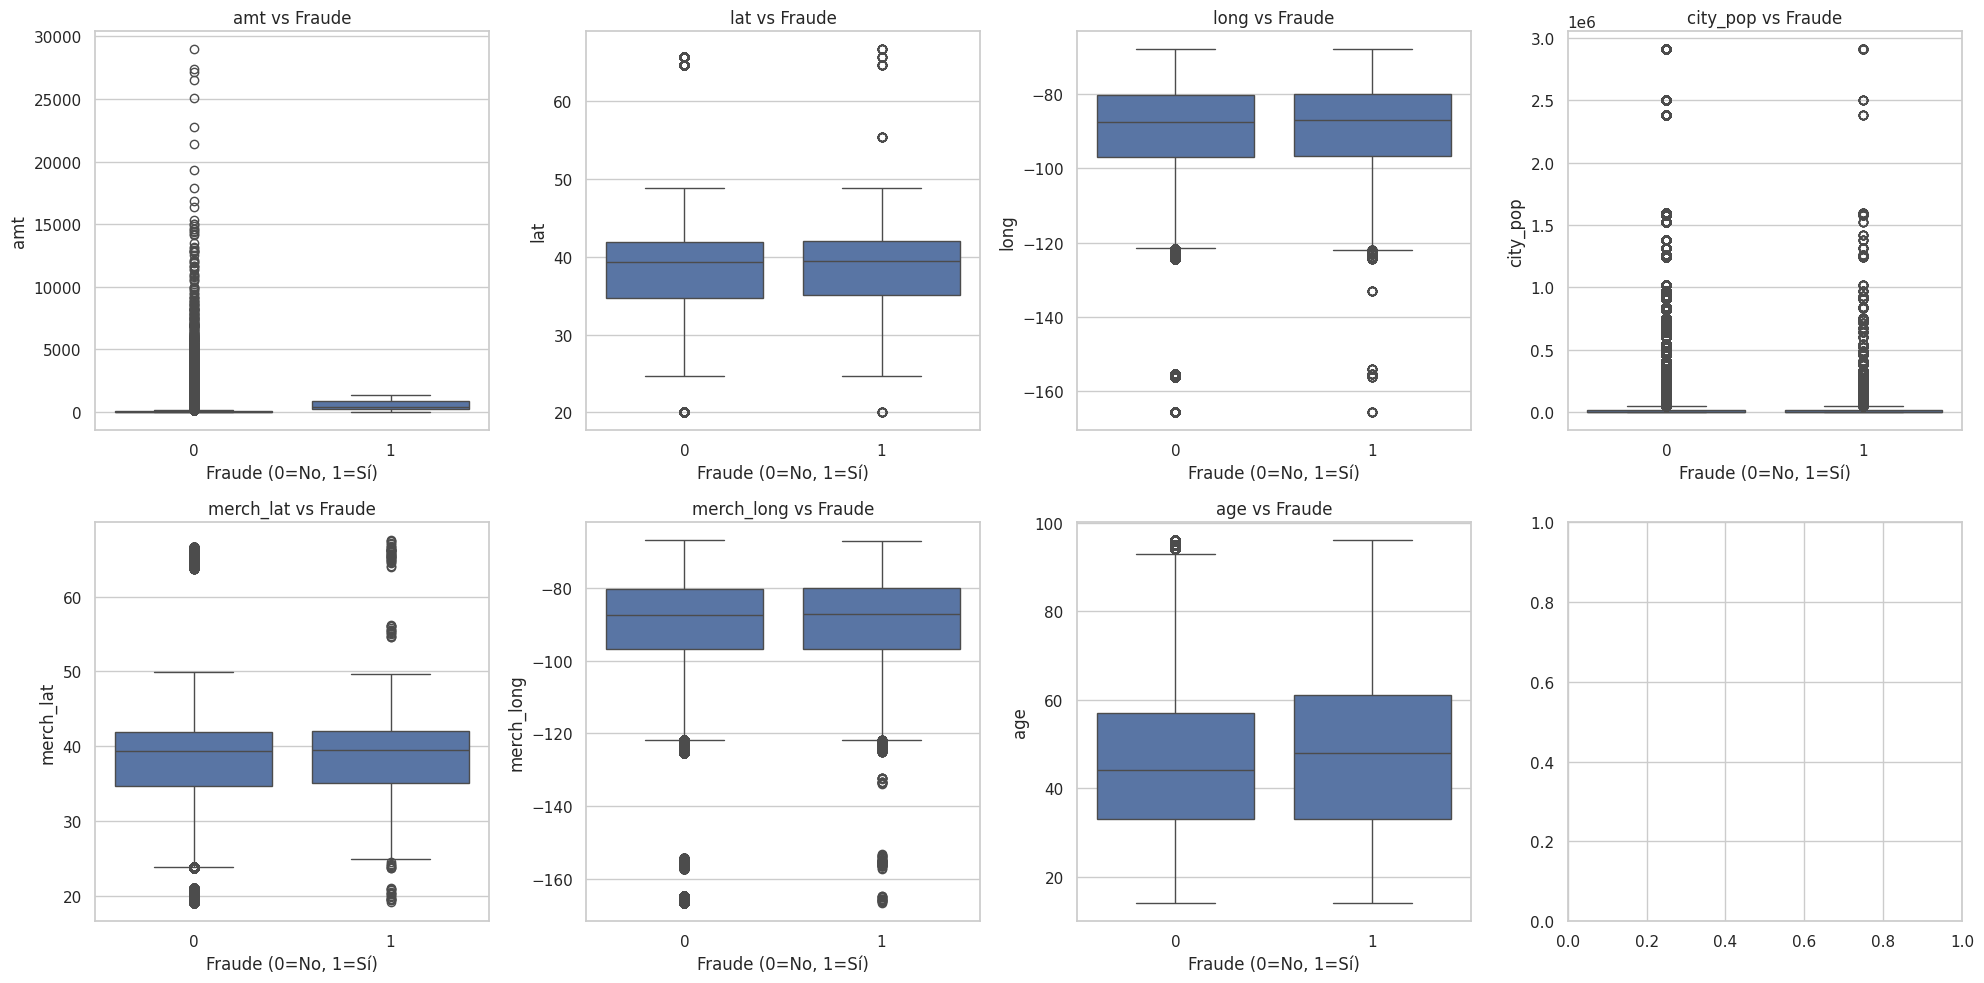 amt vs Fraude
30000
25000
20000
15000
10000
5000
0
amt
0 1
Fraude (0=No, 1=Sí)
lat vs Fraude
60
50
40
30
20
lat
0 1
Fraude (0=No, 1=Sí)
long vs Fraude
−80
−100
−120
−140
−160
long
0 1
Fraude (0=No, 1=Sí)
city_pop vs Fraude
1e6
3.0
2.5
2.0
1.5
1.0
0.5
0.0
city_pop
0 1
Fraude (0=No, 1=Sí)
merch_lat vs Fraude
60
50
40
30
20
merch_lat
0 1
Fraude (0=No, 1=Sí)
merch_long vs Fraude
−80
−100
−120
−140
−160
merch_long
0 1
Fraude (0=No, 1=Sí)
age vs Fraude
100
80
60
40
20
age
0 1
Fraude (0=No, 1=Sí)
1.0
0.8
0.6
0.4
0.2
0.0
0.0 0.2 0.4 0.6 0.8 1.0